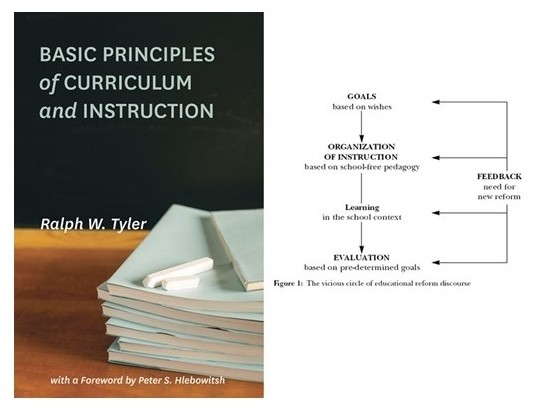 BASIC PRINCIPLES
of CURRICULUM
and INSTRUCTION
Ralph W. Tyler
with a Foreword by Peter S. Hlebowitsh
GOALS
based on wishes
ORGANIZATION
OF INSTRUCTION
based on school-free pedagogy
Learning
in the school context
EVALUATION
based on pre-determined goals
FEEDBACK
need for
new reform
Figure 1: The vicious circle of educational reform discourse